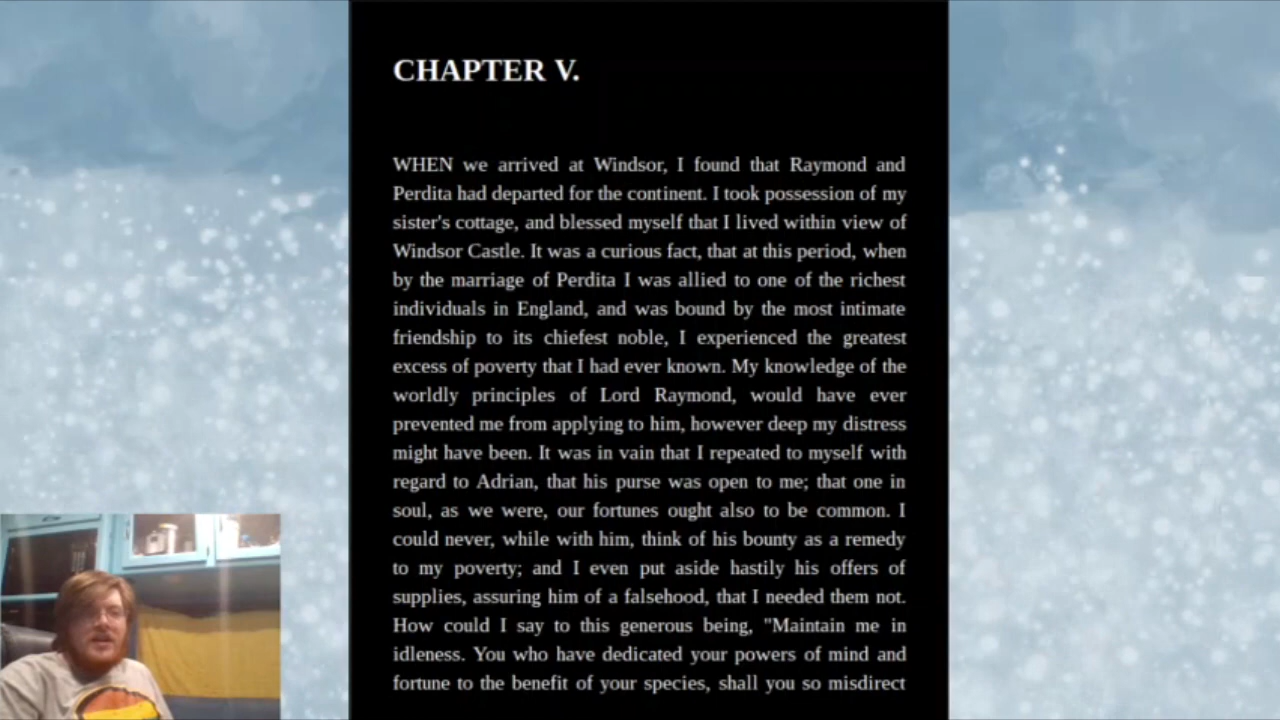 CHAPTER V.
WHEN we arrived at Windsor, I found that Raymond and
Perdita had departed for the continent. I took possession of my
sister's cottage, and blessed myself that I lived within view of
Windsor Castle. It was a curious fact, that at this period, when
by the marriage of Perdita I was allied to one of the richest
individuals in England, and was bound by the most intimate
friendship to its chiefest noble, I experienced the greatest
excess of poverty that I had ever known. My knowledge of the
worldly principles of Lord Raymond, would have ever
prevented me from applying to him, however deep my distress
might have been. It was in vain that I repeated to myself with
regard to Adrian, that his purse was open to me; that one in
soul, as we were, our fortunes ought also to be common. I
could never, while with him, think of his bounty as a remedy
to my poverty; and I even put aside hastily his offers of
supplies, assuring him of a falsehood, that I needed them not.
How could I say to this generous being, "Maintain me in
idleness. You who have dedicated your powers of mind and
fortune to the benefit of your species, shall you so misdirect